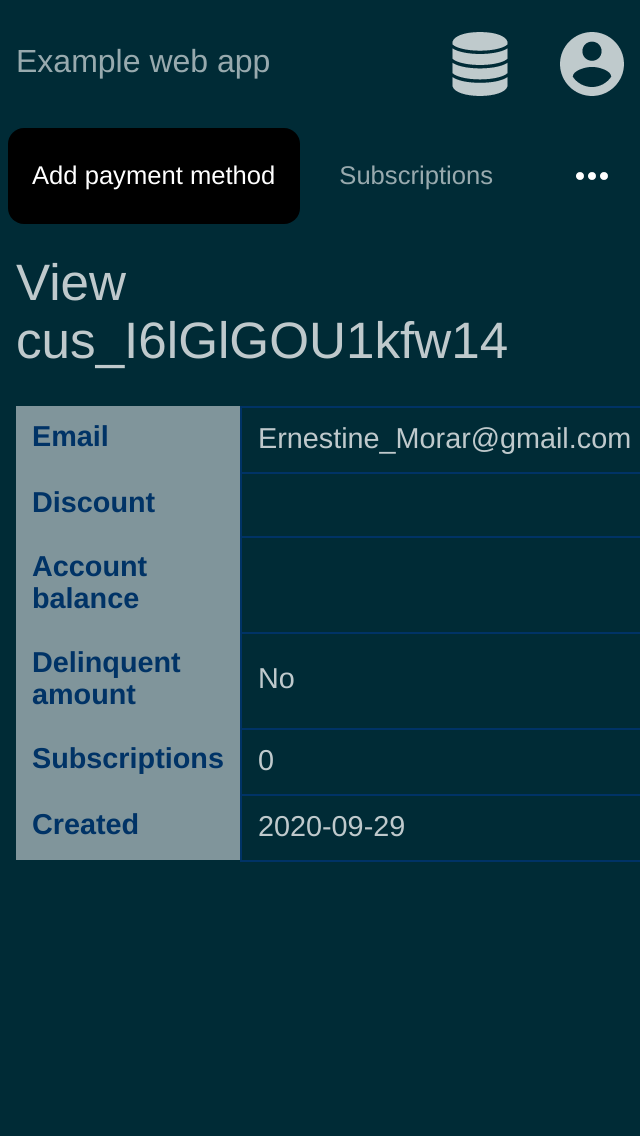 Example web app
Add payment method Subscriptions
View
cus_I6lGlGOU1kfw14
Email Ernestine_Morar@gmail.com
Discount
Account
balance
Delinquent
amount No
Subscriptions 0
Created 2020-09-29